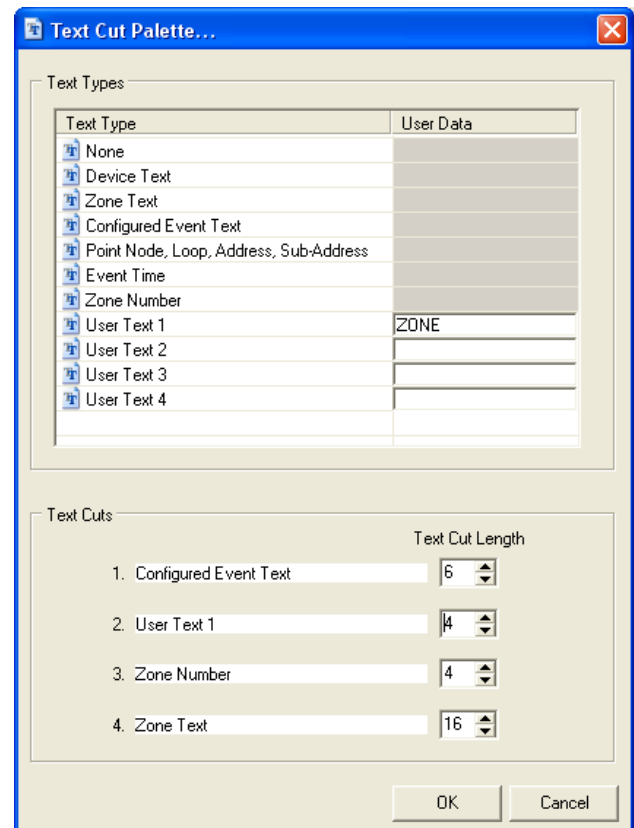 Text Cut Palette...
Text Types
Text Type User Data
None
Device Text
Zone Text
Configured Event Text
Point Node, Loop, Address, Sub-Address
Event Time
Zone Number
User Text 1 ZONE
User Text 2
User Text 3
User Text 4
Text Cuts
Text Cut Length
1. Configured Event Text 6
2. User Text 1 4
3. Zone Number 4
4. Zone Text 16
OK Cancel